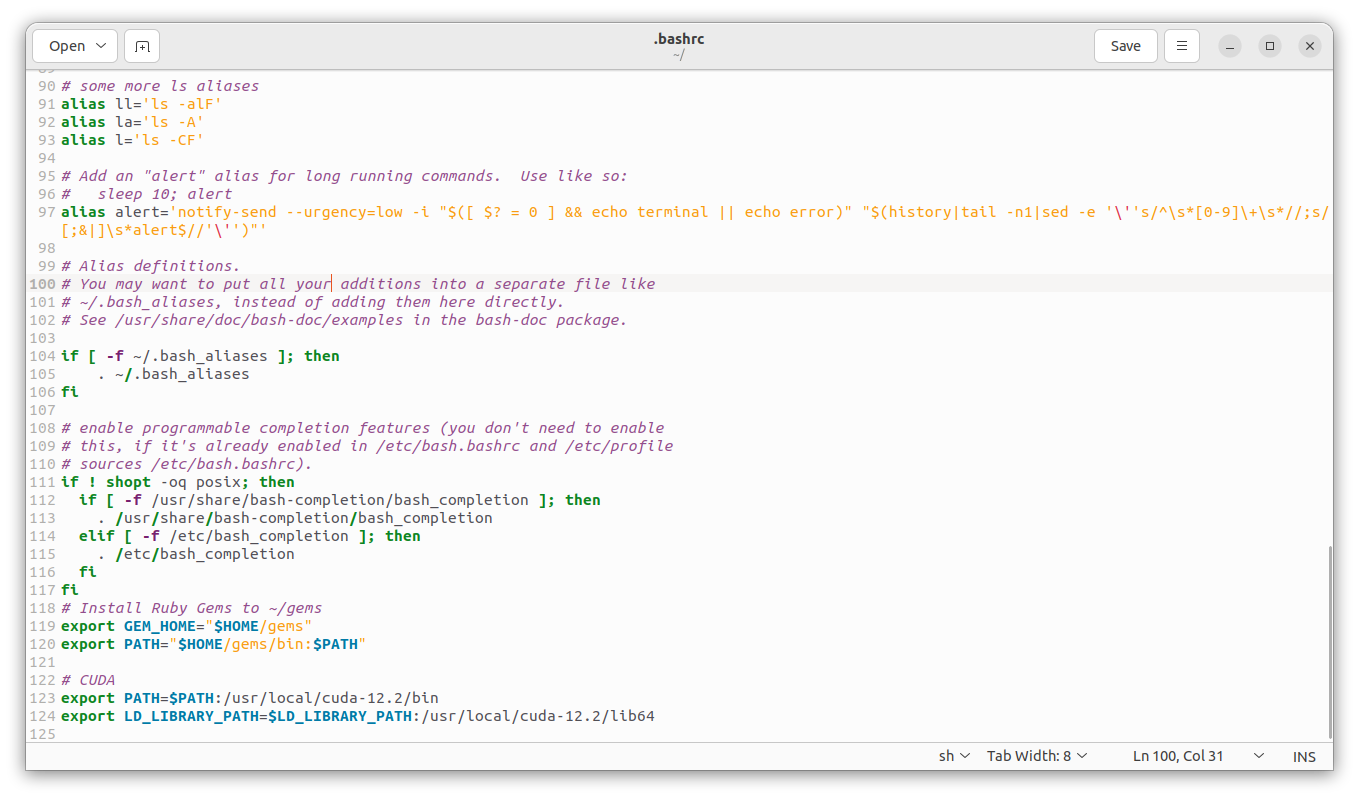 Open
.bashrc
~/
Save
90 # some more ls aliases
91 alias ll='ls -alF'
92 alias la='ls -A'
93 alias l='ls -CF'
94
95 # Add an "alert" alias for long running commands.  Use like so:
96 #   sleep 10; alert
97 alias alert='notify-send --urgency=low -i "$([ $? = 0 ] && echo terminal || echo error)" "$(history|tail -n1|sed -e '\''s/^\s*[0-9]\+\s*//;s/
[;&|]\s*alert$//'\'')"'
98
99 # Alias definitions.
100 # You may want to put all your additions into a separate file like
101 # ~/.bash_aliases, instead of adding them here directly.
102 # See /usr/share/doc/bash-doc/examples in the bash-doc package.
103
104 if [ -f ~/.bash_aliases ]; then
105     . ~/.bash_aliases
106 fi
107
108 # enable programmable completion features (you don't need to enable
109 # this, if it's already enabled in /etc/bash.bashrc and /etc/profile
110 # sources /etc/bash.bashrc).
111 if ! shopt -oq posix; then
112   if [ -f /usr/share/bash-completion/bash_completion ]; then
113     . /usr/share/bash-completion/bash_completion
114   elif [ -f /etc/bash_completion ]; then
115     . /etc/bash_completion
116   fi
117 fi
118 # Install Ruby Gems to ~/gems
119 export GEM_HOME="$HOME/gems"
120 export PATH="$HOME/gems/bin:$PATH"
121
122 # CUDA
123 export PATH=$PATH:/usr/local/cuda-12.2/bin
124 export LD_LIBRARY_PATH=$LD_LIBRARY_PATH:/usr/local/cuda-12.2/lib64
125
sh Tab Width: 8 Ln 100, Col 31 INS